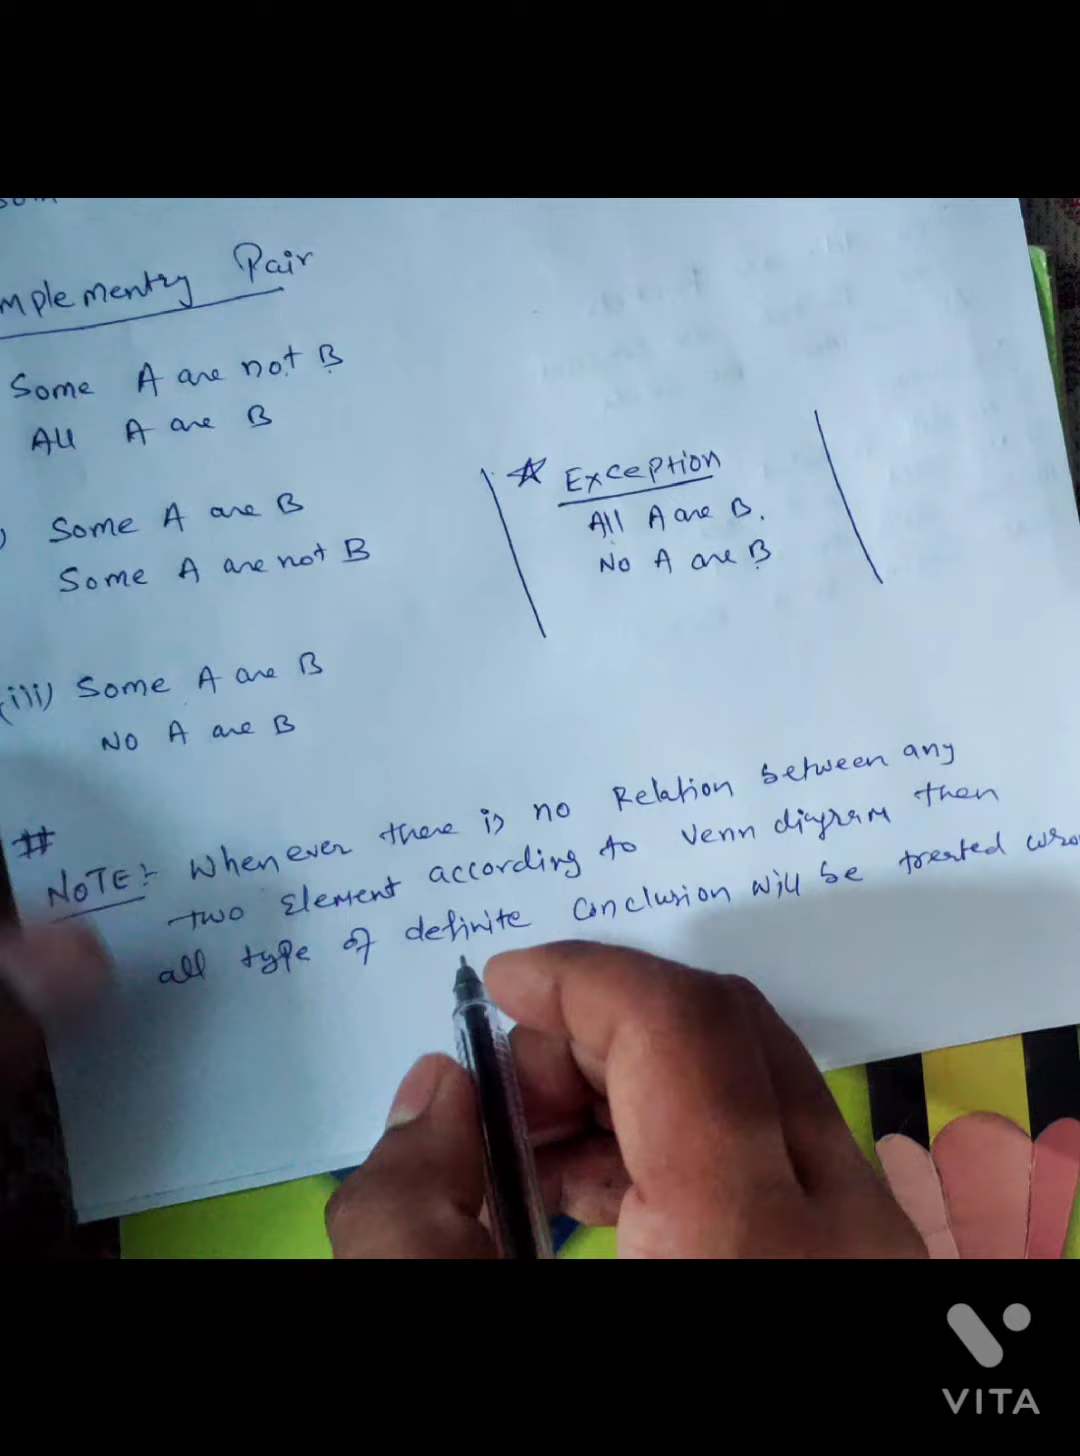 mplementry Pair
Some A are not B
All A are B
) Some A are B
Some A are not B
☆ Exception
All A are B.
No A are B
(iii) Some A are B
No A are B
#
NOTE:- Whenever there is no Relation between any
two Element according to Venn diagram then
all type of definite conclusion will be treated wro
VITA